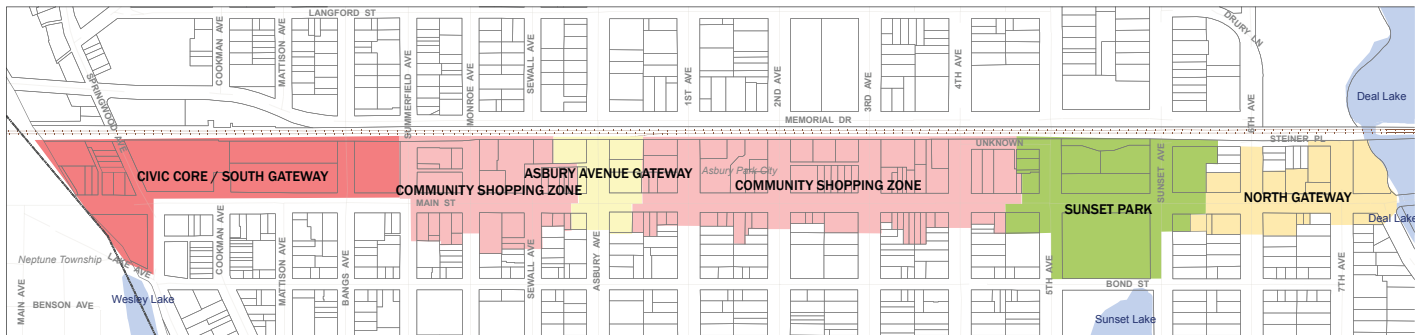 LANGFORD ST
DRURY LN
COOKMAN AVE
MATTISON AVE
SPRINGWOOD AVE
SUMMERFIELD AVE
MONROE AVE
SEWALL AVE
1ST AVE
2ND AVE
3RD AVE
4TH AVE
6TH AVE
Deal Lake
MEMORIAL DR
STEINER PL
UNKNOWN
SUNSET AVE
CIVIC CORE / SOUTH GATEWAY
COMMUNITY SHOPPING ZONE
ASBURY AVENUE GATEWAY
Asbury Park City
COMMUNITY SHOPPING ZONE
SUNSET PARK
NORTH GATEWAY
MAIN ST
Deal Lake
Neptune Township
LAKE AVE
COOKMAN AVE
MATTISON AVE
BANGS AVE
SEWALL AVE
ASBURY AVE
5TH AVE
BOND ST
7TH AVE
MAIN AVE
BENSON AVE
Wesley Lake
Sunset Lake